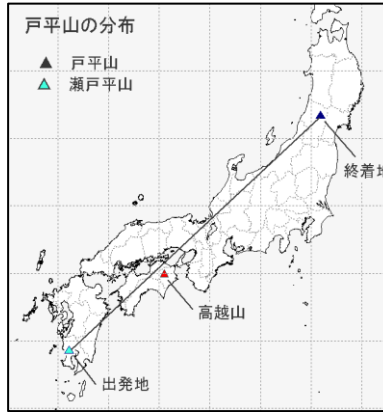 戸平山の分布
▲ 戸平山
▲ 瀬戸平山
終着地
高越山
出発地